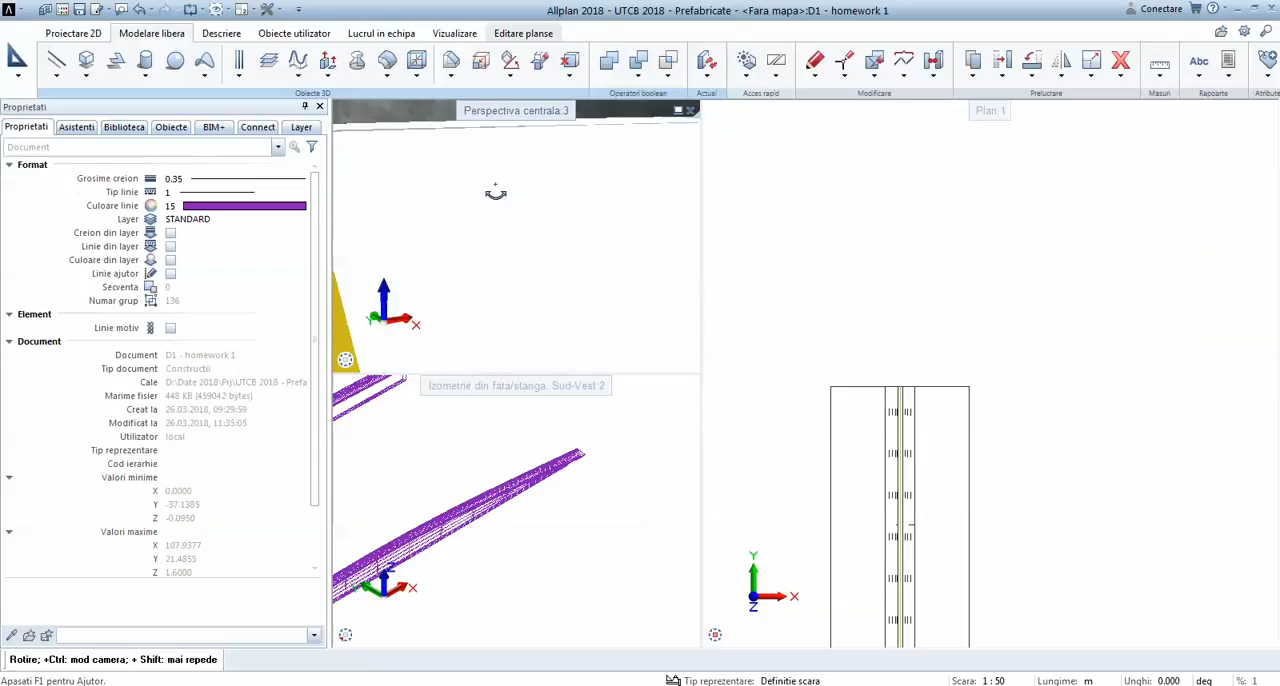 Allplan 2018 - UTCB 2018 - Prefabricate - <Fara mapa>:D1 - homework 1
Conectare
Proiectare 2D Modelare libera Descriere Obiecte utilizator Lucrul in echipa Vizualizare Editare planse
Abc
Obiecte 3D Operatori boolean Actual Acces rapid Modificare Prelucrare Masuri Rapoarte Atribute
Proprietati
Proprietati Asistenti Biblioteca Obiecte BIM+ Connect Layer
Document
Format
Grosime creion 0.35
Tip linie 1
Culoare linie 15
Layer STANDARD
Creion din layer
Linie din layer
Culoare din layer
Linie ajutor
Secventa 0
Numar grup 136
Element
Linie motiv
Document
Document D1 - homework 1
Tip document Constructii
Cale D:\Date 2018\Prj\UTCB 2018 - Prefa
Marime fisier 448 KB (459042 bytes)
Creat la 26.03.2018, 09:29:59
Modificat la 26.03.2018, 11:35:05
Utilizator local
Tip reprezentare
Cod ierarhie
Valori minime
X 0.0000
Y -37.1385
Z -0.0950
Valori maxime
X 107.9377
Y 21.4855
Z 1.6000
Perspectiva centrala:3
Y X
Izometrie din fata/stanga, Sud-Vest:2
Z
X
Plan:1
Y
X
Z
Rotire; +Ctrl: mod camera; + Shift: mai repede
Apasati F1 pentru Ajutor.
Tip reprezentare: Definitie scara Scara: 1 : 50 Lungime: m Unghi: 0.000 deg %: 1